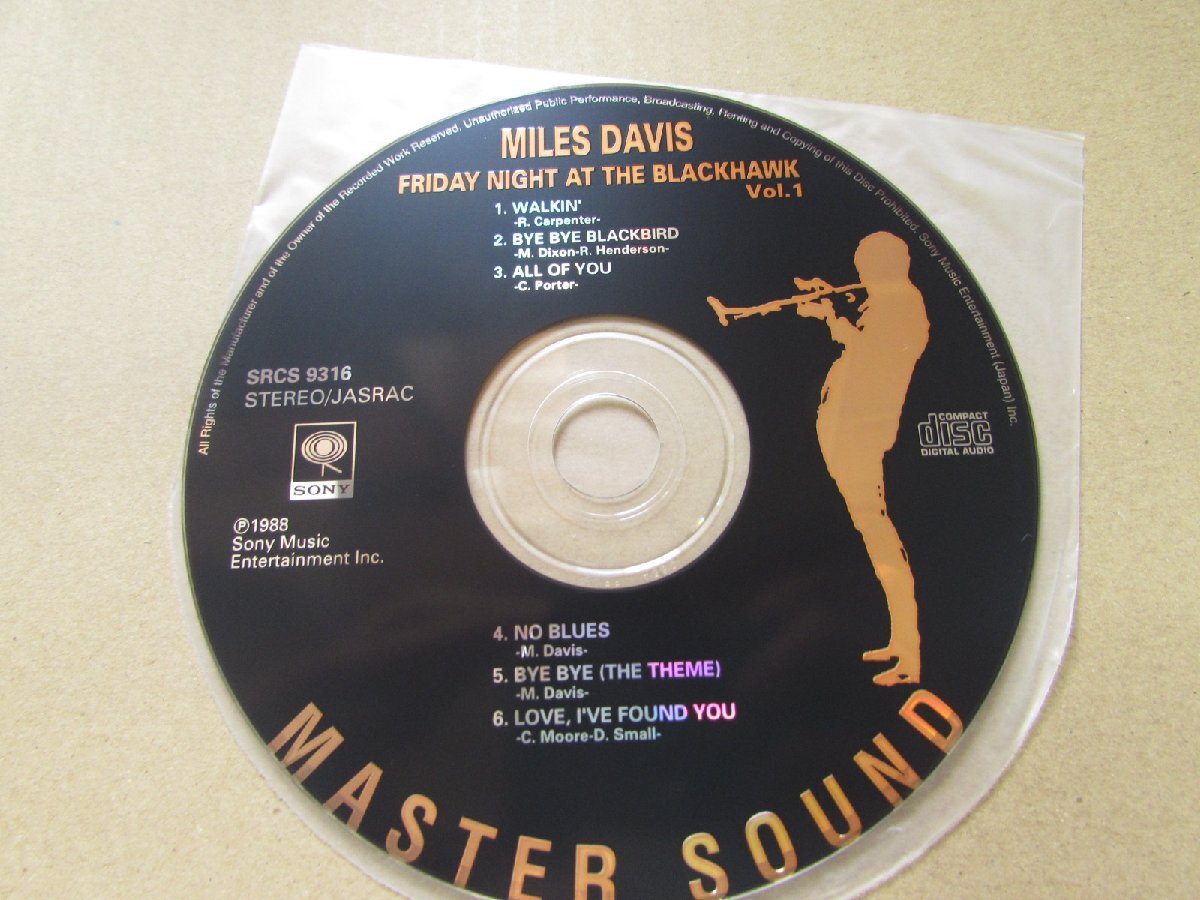 All Rights of the Manufacturer and of the Owner of the Recorded Work Reserved. Unauthorized Public Performance, Broadcasting, Renting and Copying of this Disc Prohibited. Sony Music Entertainment (Japan) Inc.
MILES DAVIS
FRIDAY NIGHT AT THE BLACKHAWK
Vol.1
1. WALKIN'
-R. Carpenter-
2. BYE BYE BLACKBIRD
-M. Dixon-R. Henderson-
3. ALL OF YOU
-C. Porter-
SRCS 9316
STEREO/JASRAC
SONY
℗1988
Sony Music
Entertainment Inc.
COMPACT
disc
DIGITAL AUDIO
4. NO BLUES
-M. Davis-
5. BYE BYE (THE THEME)
-M. Davis-
6. LOVE, I'VE FOUND YOU
-C. Moore-D. Small-
MASTER SOUND